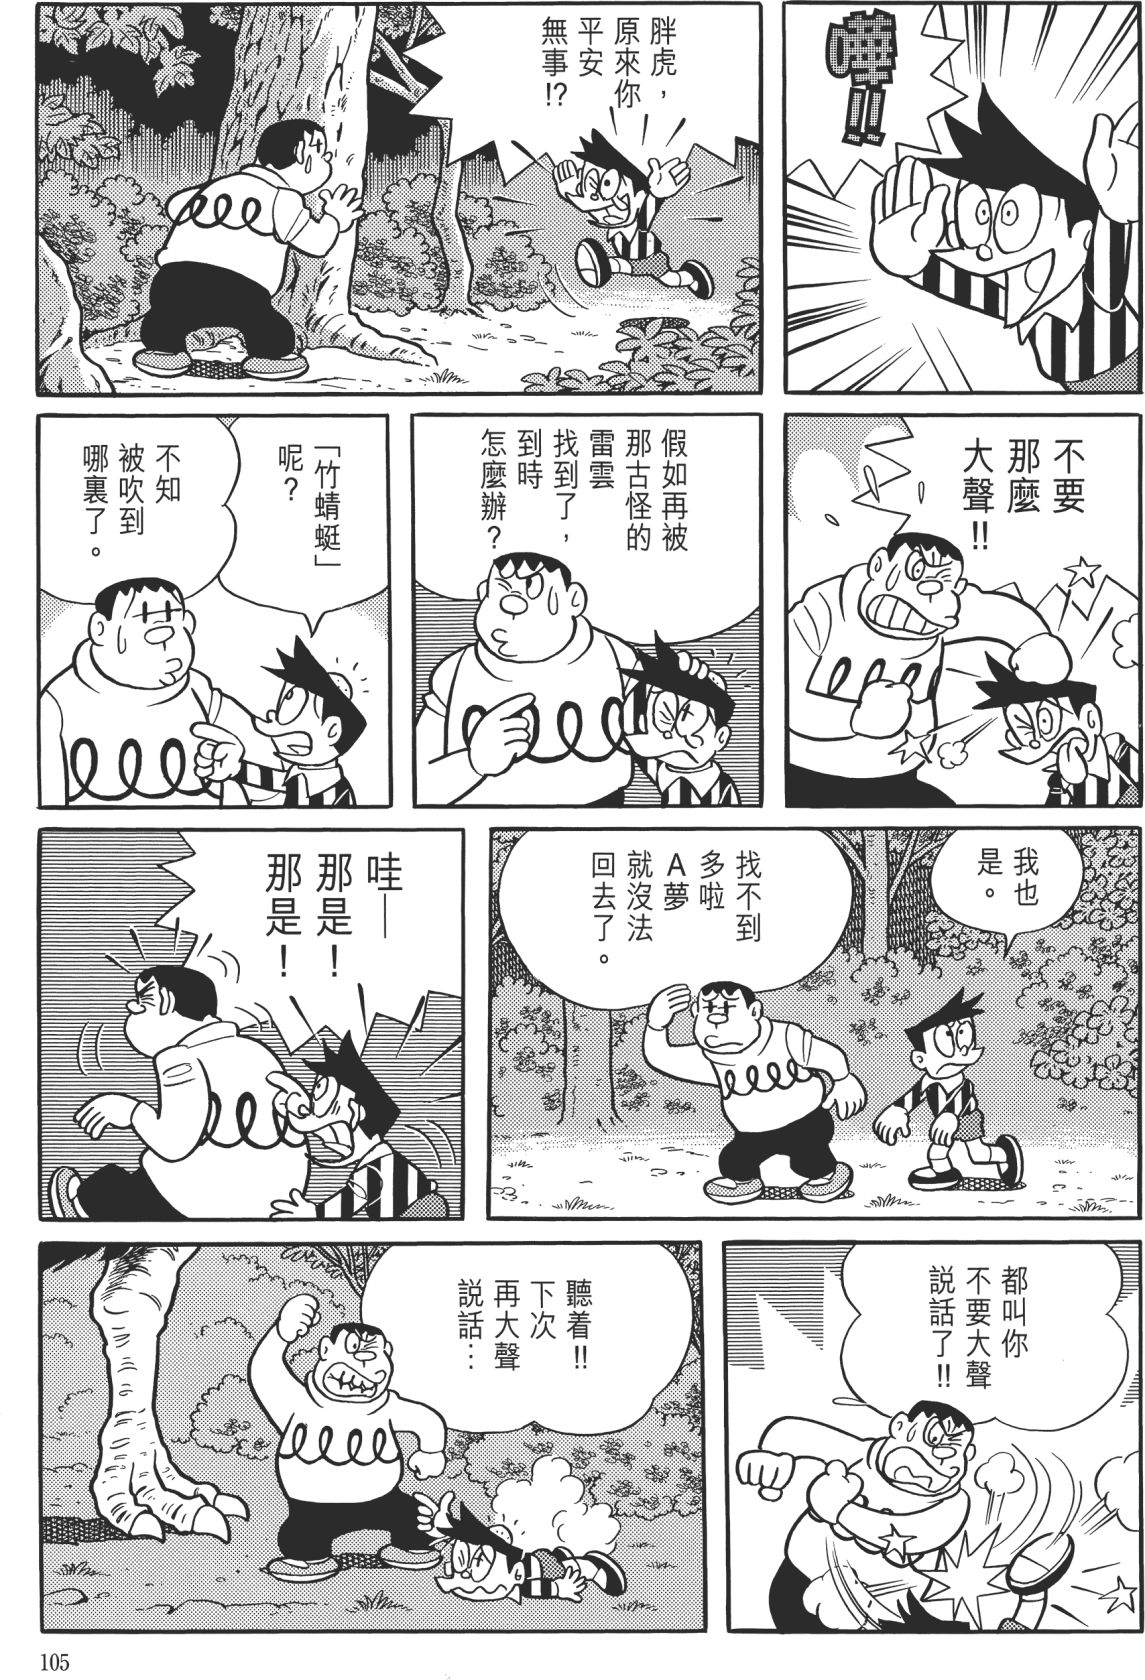 嘩!!
胖虎，
原來你
平安
無事!?
不要
那麼
大聲!!
假如再被
那古怪的
雷雲
找到了，
到時
怎麼辦？
「竹蜻蜓」
呢？
不知
被吹到
哪裏了。
我也
是。
找不到
多啦
A夢
就沒法
回去了。
哇—
那是！
那是！
都叫你
不要大聲
說話了!!
聽着!!
下次
再大聲
說話…
105